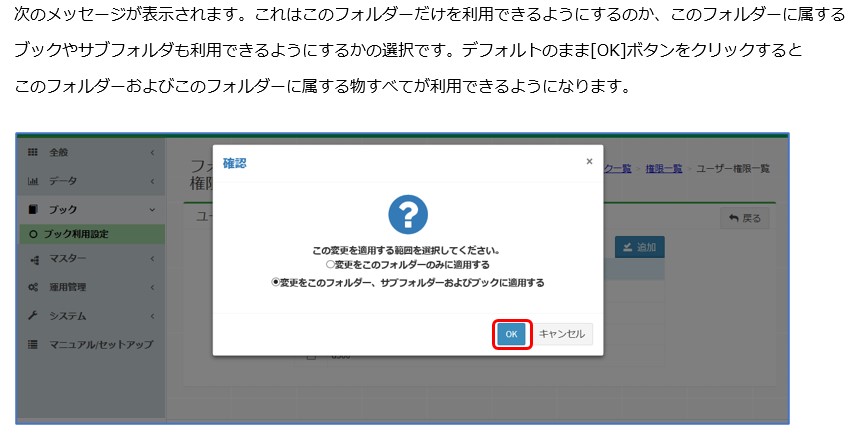 次のメッセージが表示されます。これはこのフォルダーだけを利用できるようにするのか、このフォルダーに属する
ブックやサブフォルダも利用できるようにするかの選択です。デフォルトのまま[OK]ボタンをクリックすると
このフォルダーおよびこのフォルダーに属する物すべてが利用できるようになります。
全般
データ
ブック
ブック利用設定
マスター
運用管理
システム
マニュアル/セットアップ
フォ
権限
ク一覧
権限一覧
ユーザー権限一覧
ユー
戻る
追加
確認
×
?
この変更を適用する範囲を選択してください。
変更をこのフォルダーのみに適用する
変更をこのフォルダー、サブフォルダーおよびブックに適用する
OK
キャンセル